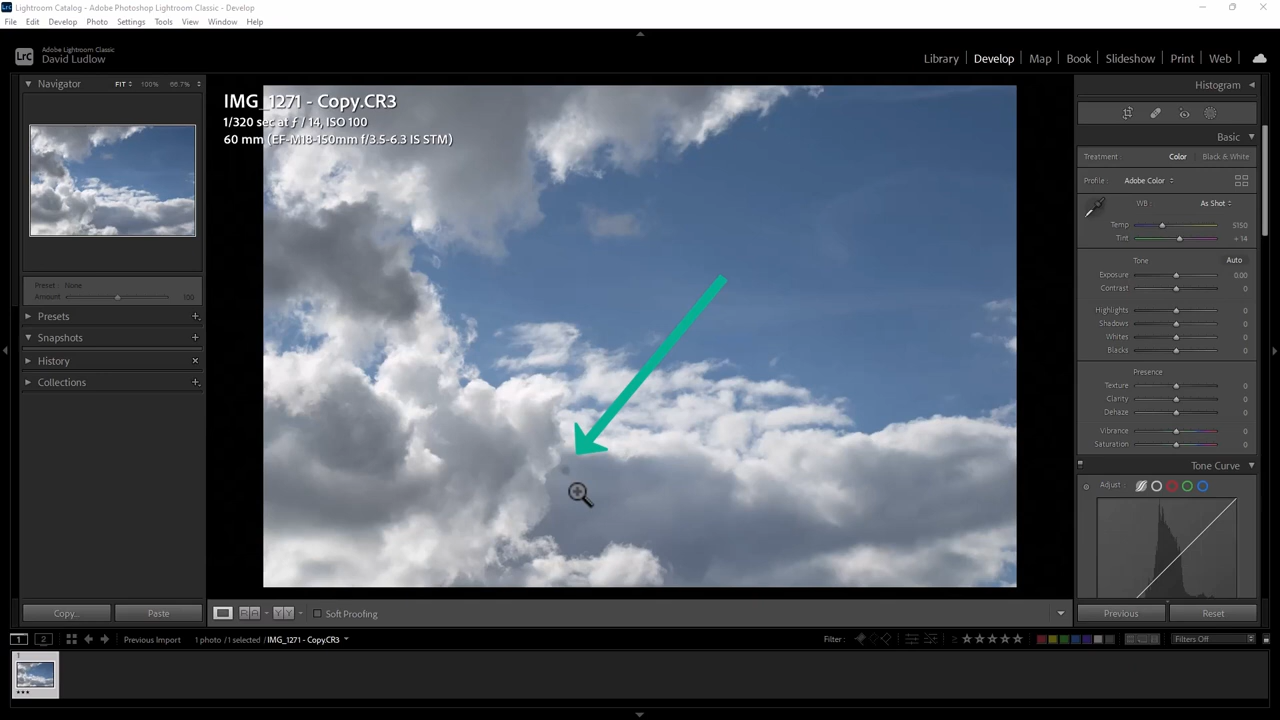 Lightroom Catalog - Adobe Photoshop Lightroom Classic - Develop
File Edit Develop Photo Settings Tools View Window Help
Lrc Adobe Lightroom Classic
David Ludlow
Library | Develop | Map | Book | Slideshow | Print | Web
Navigator FIT 100% 66.7%
Preset : None
Amount 100
Presets
Snapshots
History
Collections
Copy... Paste
IMG_1271 - Copy.CR3
1/320 sec at ƒ / 14, ISO 100
60 mm (EF-M18-150mm f/3.5-6.3 IS STM)
Soft Proofing
Histogram
Basic
Treatment : Color Black & White
Profile : Adobe Color
WB : As Shot
Temp 5150
Tint + 14
Tone Auto
Exposure 0.00
Contrast 0
Highlights 0
Shadows 0
Whites 0
Blacks 0
Presence
Texture 0
Clarity 0
Dehaze 0
Vibrance 0
Saturation 0
Tone Curve
Adjust :
Previous Reset
1 2 Previous Import 1 photo / 1 selected / IMG_1271 - Copy.CR3 Filter : Filters Off
1